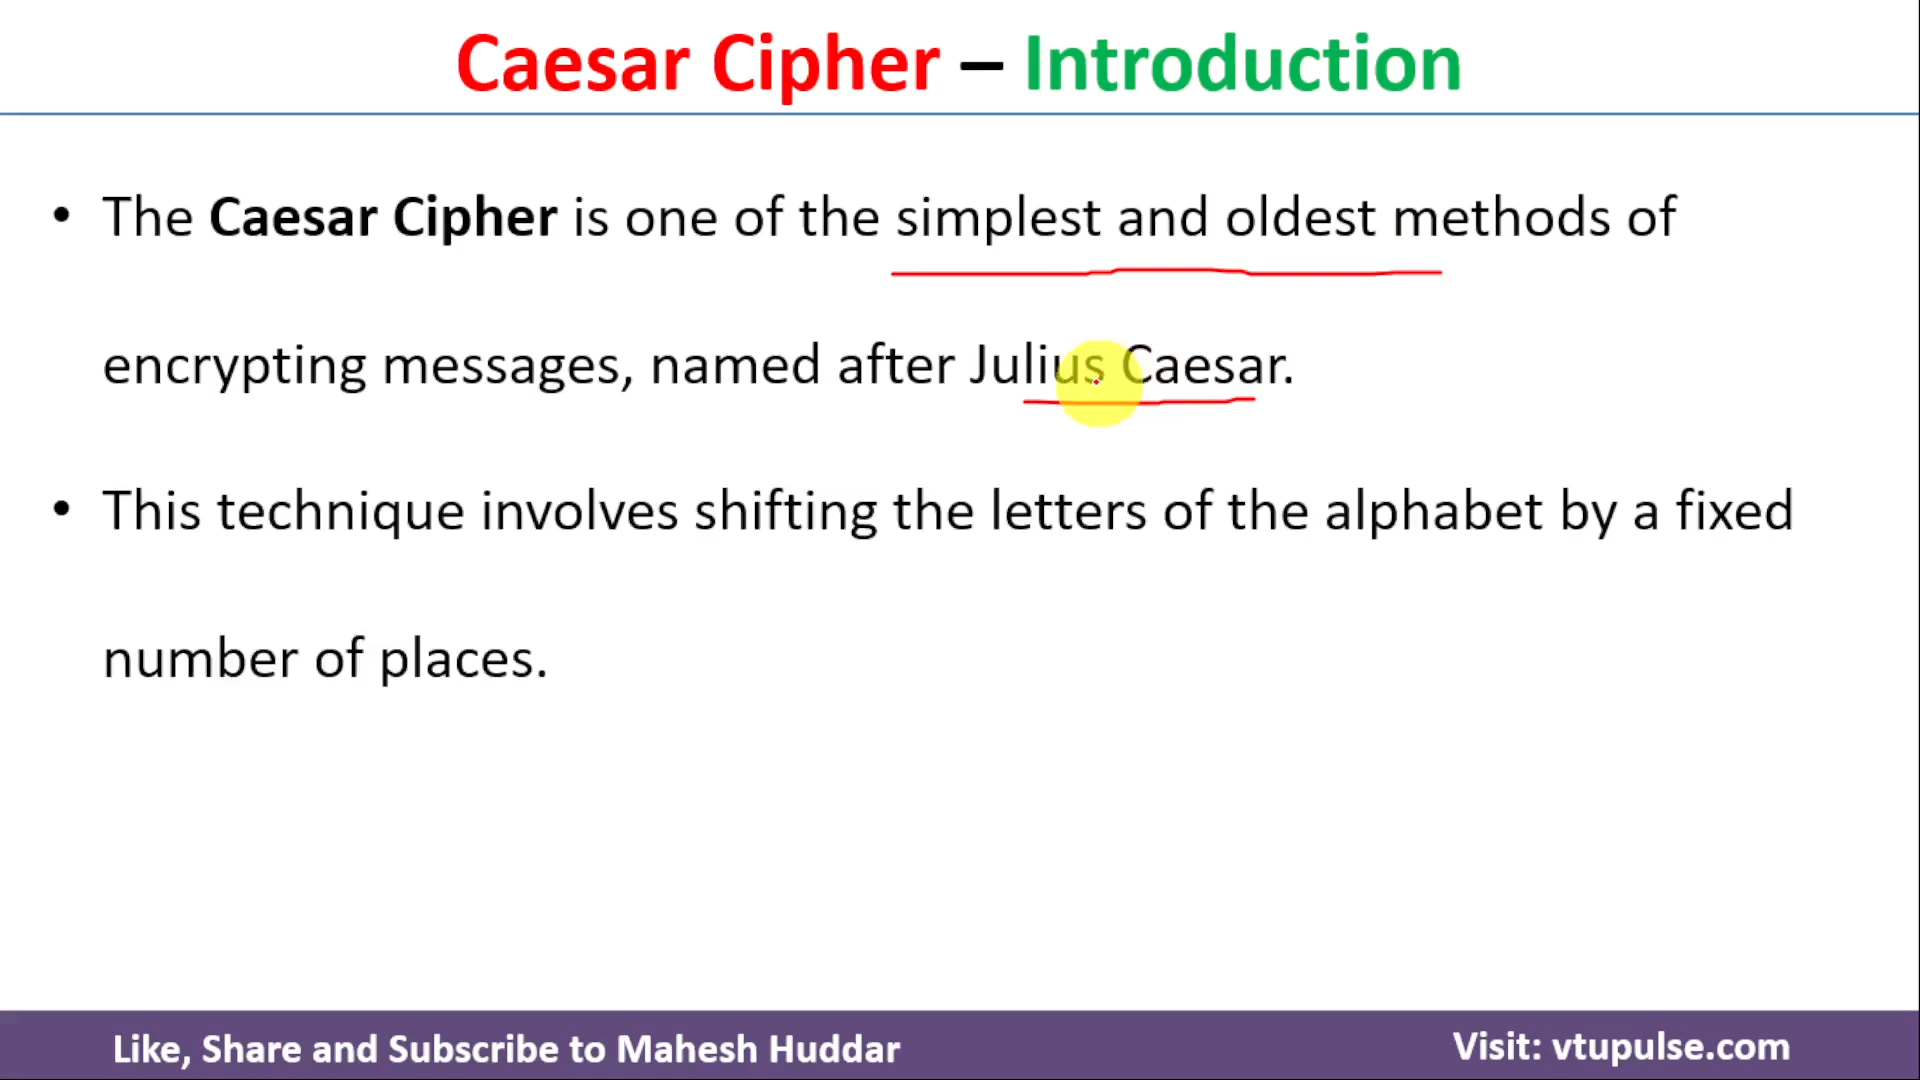 Caesar Cipher – Introduction
• The Caesar Cipher is one of the simplest and oldest methods of
encrypting messages, named after Julius Caesar.
• This technique involves shifting the letters of the alphabet by a fixed
number of places.
Like, Share and Subscribe to Mahesh Huddar
Visit: vtupulse.com